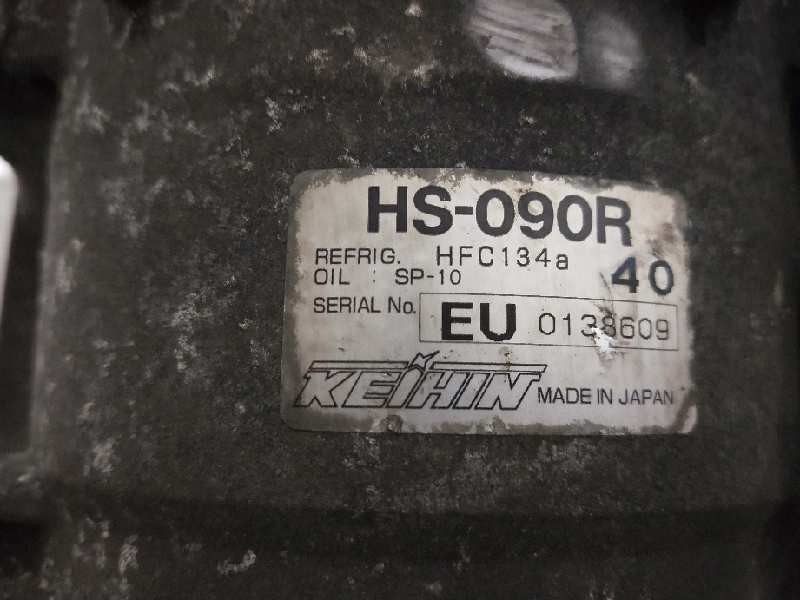 HS-090R
REFRIG. HFC134a 40
OIL : SP-10
SERIAL No. EU 0138609
KEIHIN MADE IN JAPAN